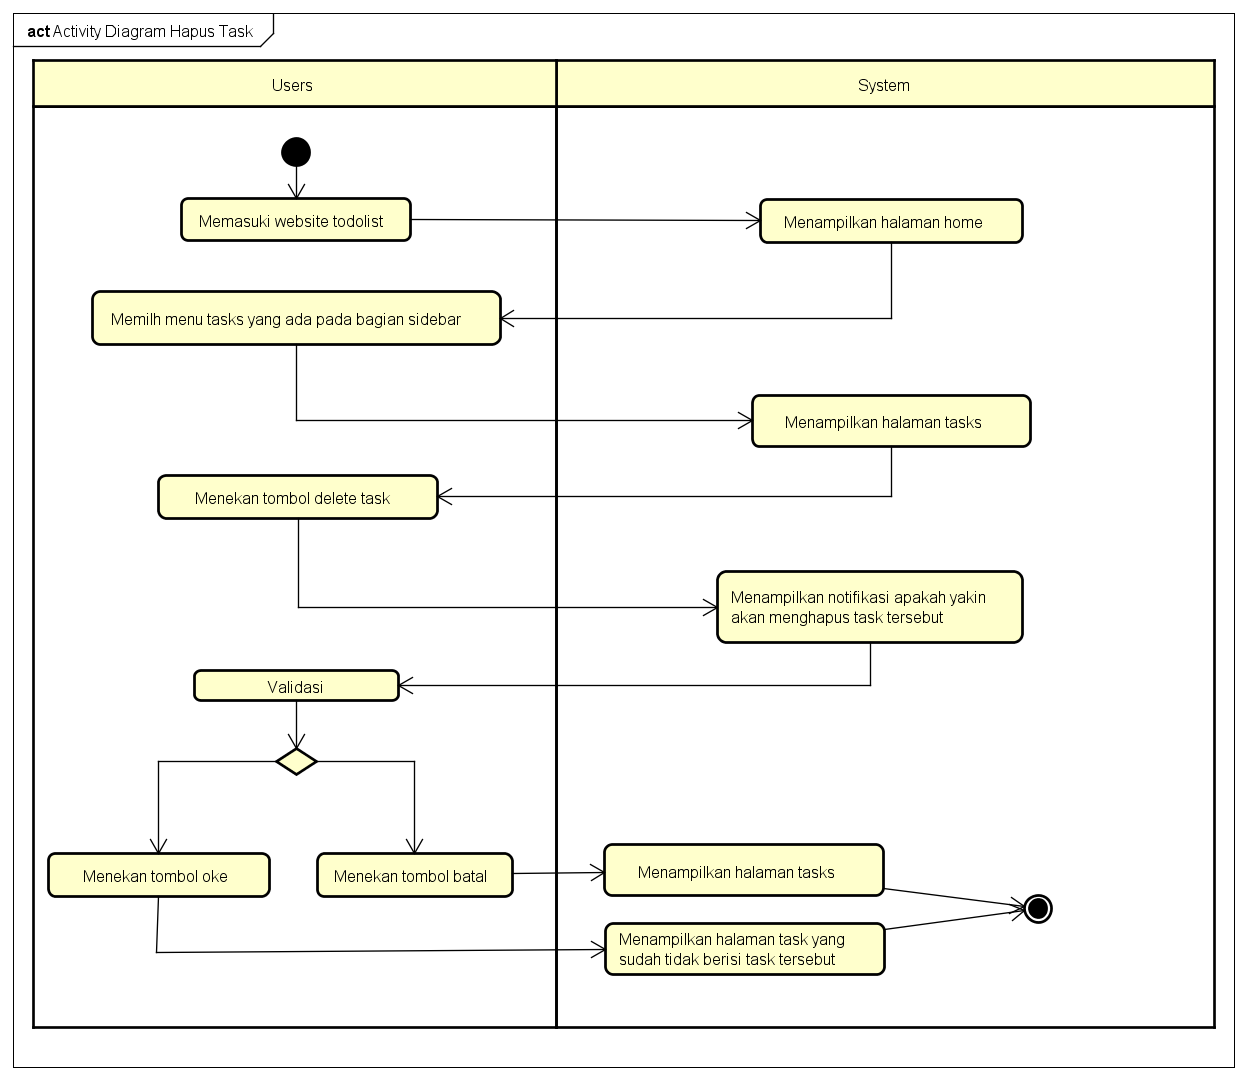 act Activity Diagram Hapus Task
Users
System
Memasuki website todolist
Menampilkan halaman home
Memilh menu tasks yang ada pada bagian sidebar
Menampilkan halaman tasks
Menekan tombol delete task
Menampilkan notifikasi apakah yakin
akan menghapus task tersebut
Validasi
Menekan tombol oke
Menekan tombol batal
Menampilkan halaman tasks
Menampilkan halaman task yang
sudah tidak berisi task tersebut